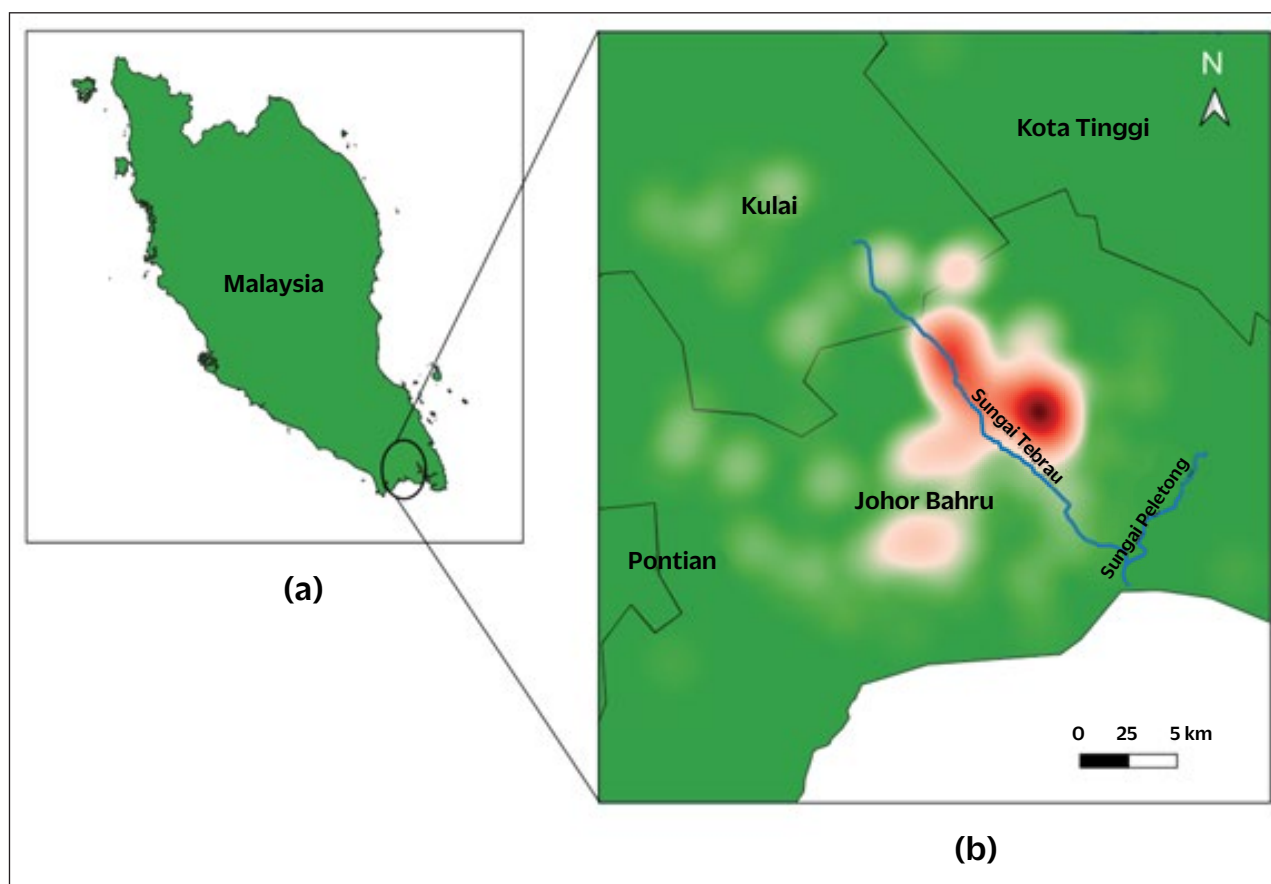 Malaysia
(a)
N
Kota Tinggi
Kulai
Sungai Tebrau
Johor Bahru
Sungai Peletong
Pontian
0 25 5 km
(b)